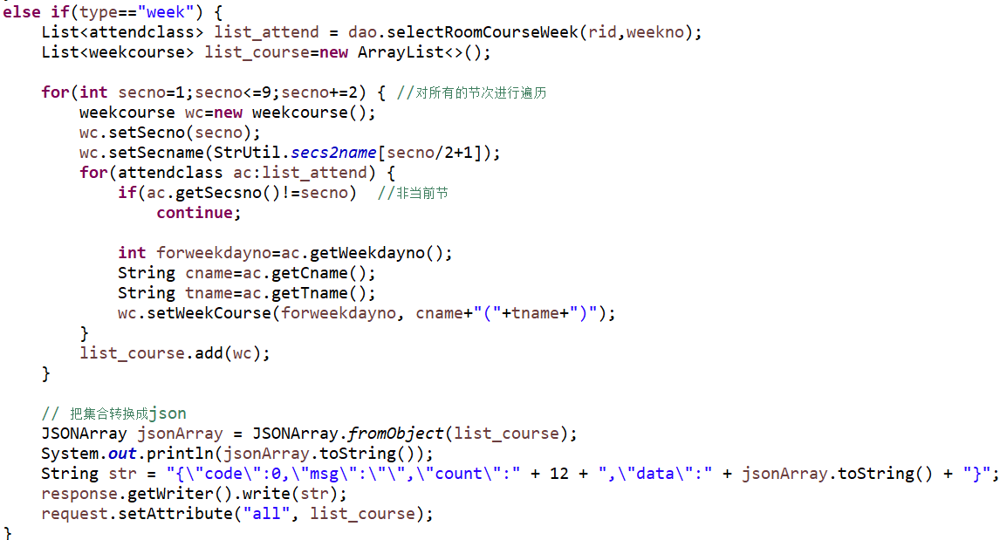 else if(type=="week") {
List<attendclass> list_attend = dao.selectRoomCourseWeek(rid,weekno);
List<weekcourse> list_course=new ArrayList<>();
for(int secno=1;secno<=9;secno+=2) { //对所有的节次进行遍历
weekcourse wc=new weekcourse();
wc.setSecno(secno);
wc.setSecname(StrUtil.secs2name[secno/2+1]);
for(attendclass ac:list_attend) {
if(ac.getSecsno()!=secno) //非当前节
continue;
int forweekdayno=ac.getWeekdayno();
String cname=ac.getCname();
String tname=ac.getTname();
wc.setWeekCourse(forweekdayno, cname+"("+tname+")");
}
list_course.add(wc);
}
// 把集合转换成json
JSONArray jsonArray = JSONArray.fromObject(list_course);
System.out.println(jsonArray.toString());
String str = "{\"code\":0,\"msg\":\"\",\"count\":" + 12 + ",\"data\":" + jsonArray.toString() + "}";
response.getWriter().write(str);
request.setAttribute("all", list_course);
}